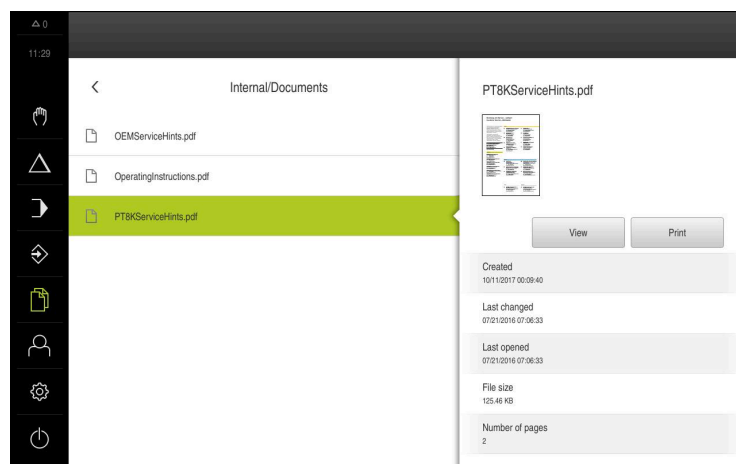 0
11:29
Internal/Documents
OEMServiceHints.pdf
OperatingInstructions.pdf
PT8KServiceHints.pdf
PT8KServiceHints.pdf
View
Print
Created
10/11/2017 00:09:40
Last changed
07/21/2016 07:06:33
Last opened
07/21/2016 07:06:33
File size
125.46 KB
Number of pages
2